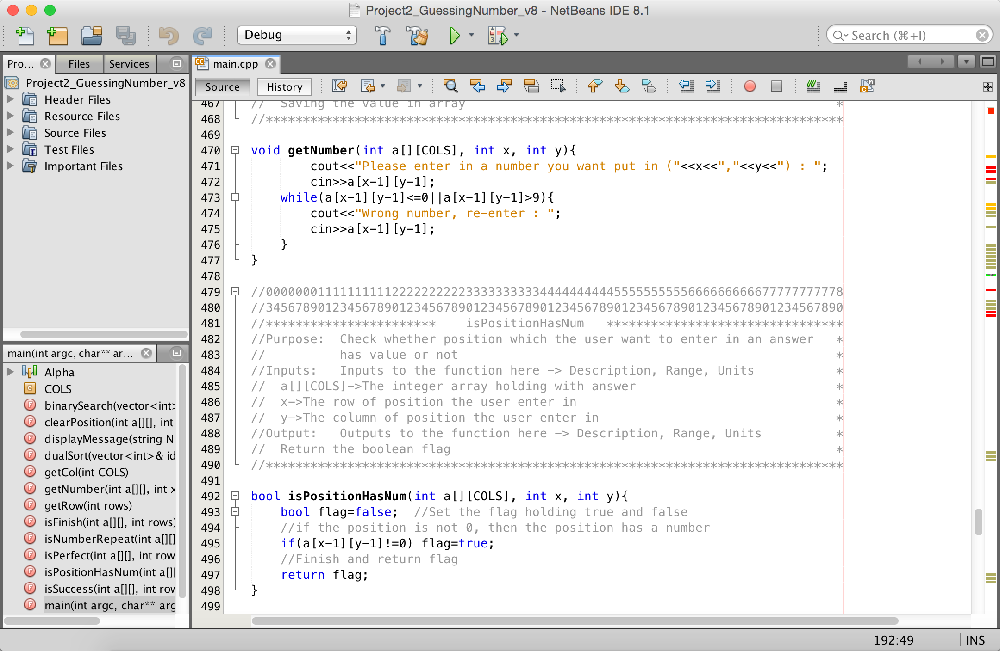 Project2_GuessingNumber_v8 - NetBeans IDE 8.1
Debug
Search (⌘+I)
Pro...
Files
Services
main.cpp
Project2_GuessingNumber_v8
Header Files
Resource Files
Source Files
Test Files
Important Files
main(int argc, char** ar...
Alpha
COLS
binarySearch(vector<int>
clearPosition(int a[][], int
displayMessage(string N
dualSort(vector<int>& id
getCol(int COLS)
getNumber(int a[][], int x
getRow(int rows)
isFinish(int a[][], int rows)
isNumberRepeat(int a[][]
isPerfect(int a[][], int row
isPositionHasNum(int a[][
isSuccess(int a[][], int row
main(int argc, char** arg
Source
History
467 //  Saving the value in array *
468 //******************************************************************************
469
470 void getNumber(int a[][COLS], int x, int y){
471         cout<<"Please enter in a number you want put in ("<<x<<","<<y<<") : ";
472         cin>>a[x-1][y-1];
473     while(a[x-1][y-1]<=0||a[x-1][y-1]>9){
474         cout<<"Wrong number, re-enter : ";
475         cin>>a[x-1][y-1];
476     }
477 }
478
479 //000000011111111112222222222333333333344444444445555555555666666666677777777778
480 //345678901234567890123456789012345678901234567890123456789012345678901234567890
481 //***********************    isPositionHasNum   ********************************
482 //Purpose:  Check whether position which the user want to enter in an answer   *
483 //          has value or not *
484 //Inputs:   Inputs to the function here -> Description, Range, Units *
485 //  a[][COLS]->The integer array holding with answer *
486 //  x->The row of position the user enter in *
487 //  y->The column of position the user enter in *
488 //Output:   Outputs to the function here -> Description, Range, Units *
489 //  Return the boolean flag *
490 //******************************************************************************
491
492 bool isPositionHasNum(int a[][COLS], int x, int y){
493     bool flag=false;  //Set the flag holding true and false
494     //if the position is not 0, then the position has a number
495     if(a[x-1][y-1]!=0) flag=true;
496     //Finish and return flag
497     return flag;
498 }
499
192:49
INS